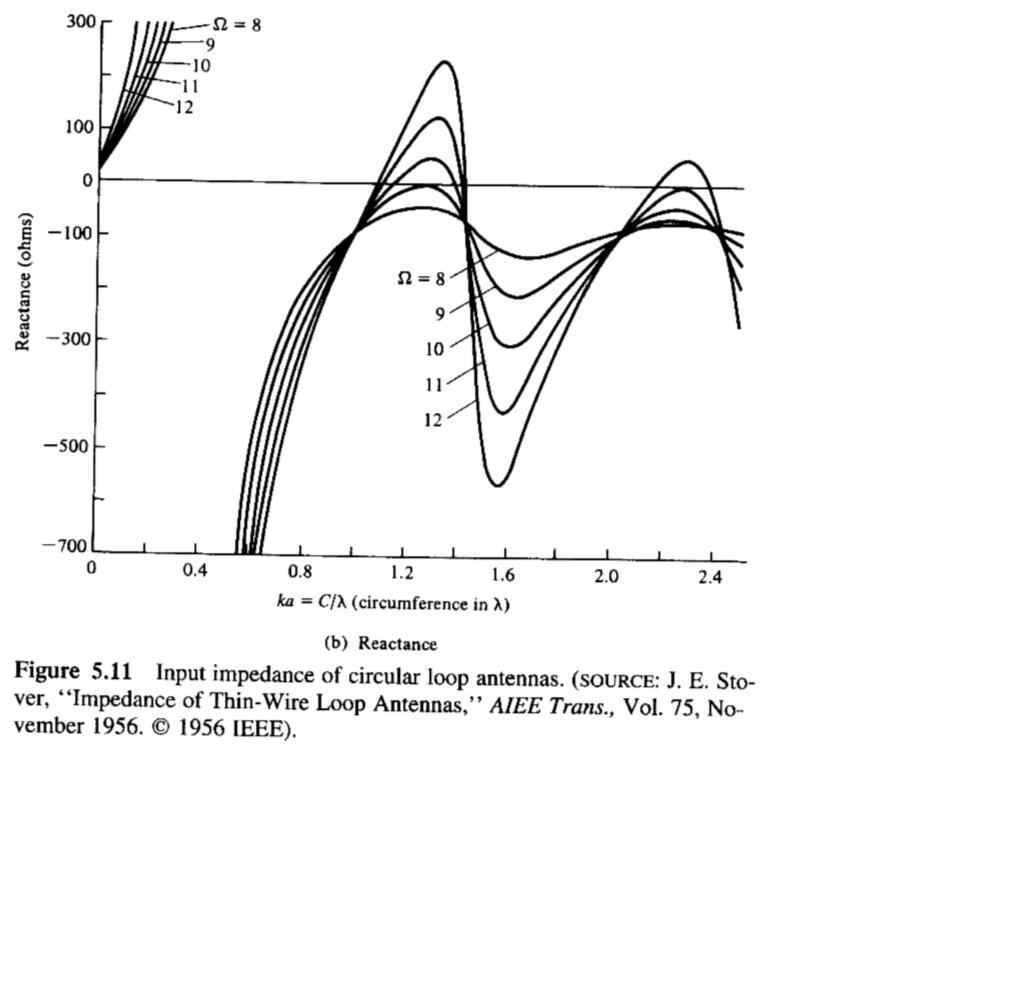 300
Ω = 8
9
10
11
12
100
0
−100
−300
−500
−700
Reactance (ohms)
Ω = 8
9
10
11
12
0
0.4
0.8
1.2
1.6
2.0
2.4
ka = C/λ (circumference in λ)
(b) Reactance
Figure 5.11 Input impedance of circular loop antennas. (SOURCE: J. E. Sto-
ver, ‘‘Impedance of Thin-Wire Loop Antennas,’’ AIEE Trans., Vol. 75, No-
vember 1956. © 1956 IEEE).